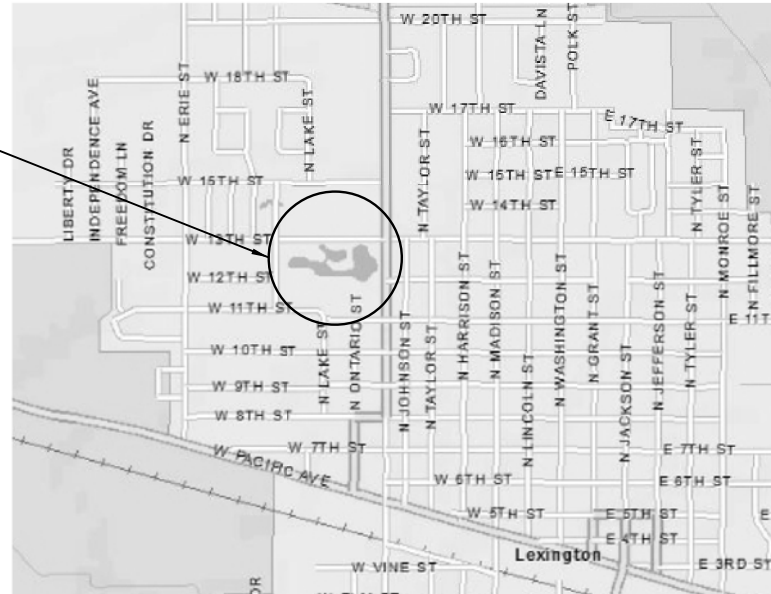 W 20TH ST
DAVISTA LN
POLK ST
W 18TH ST
N ERIE ST
N LAKE ST
INDEPENDENCE AVE
LIBERTY DR
FREEDOM LN
CONSTITUTION DR
W 17TH ST
E 17TH ST
W 16TH ST
W 15TH ST
W 15TH ST
E 15TH ST
N TAYLOR ST
N TYLER ST
W 14TH ST
W 13TH ST
N MONROE ST
N FILLMORE ST
W 12TH ST
W 11TH ST
E 11T
N LAKE ST
N ONTARIO ST
N JOHNSON ST
N TAYLOR ST
N HARRISON ST
N MADISON ST
N LINCOLN ST
N WASHINGTON ST
N GRANT ST
N JACKSON ST
N JEFFERSON ST
N TYLER ST
W 10TH ST
W 9TH ST
W 8TH ST
W 7TH ST
E 7TH ST
W PACIFIC AVE
W 6TH ST
E 6TH ST
W 5TH ST
E 5TH ST
E
E 4TH ST
Lexington
E 3RD ST
W VINE ST
DR